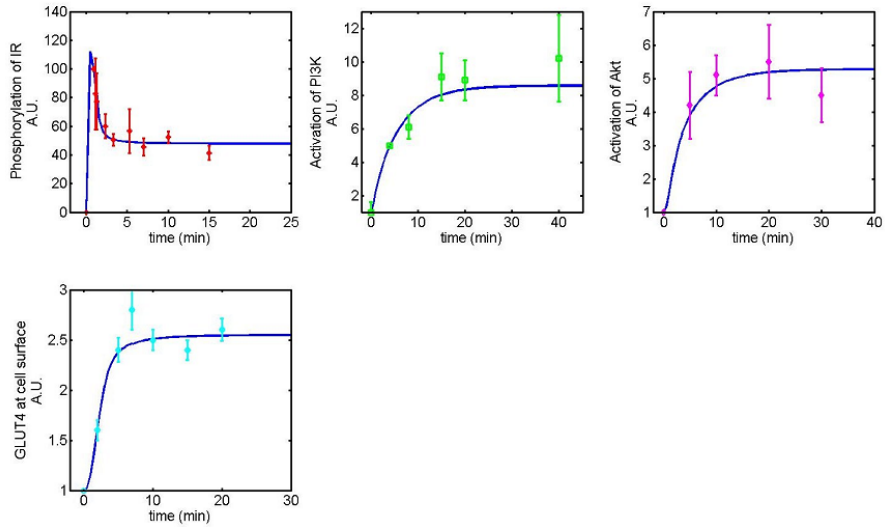 Phosphorylation of IR
A.U.
140
120
100
80
60
40
20
0
0 5 10 15 20 25
time (min)
Activation of PI3K
A.U.
12
10
8
6
4
2
0 10 20 30 40
time (min)
Activation of Akt
A.U.
7
6
5
4
3
2
1
0 10 20 30 40
time (min)
GLUT4 at cell surface
A.U.
3
2.5
2
1.5
1
0 10 20 30
time (min)